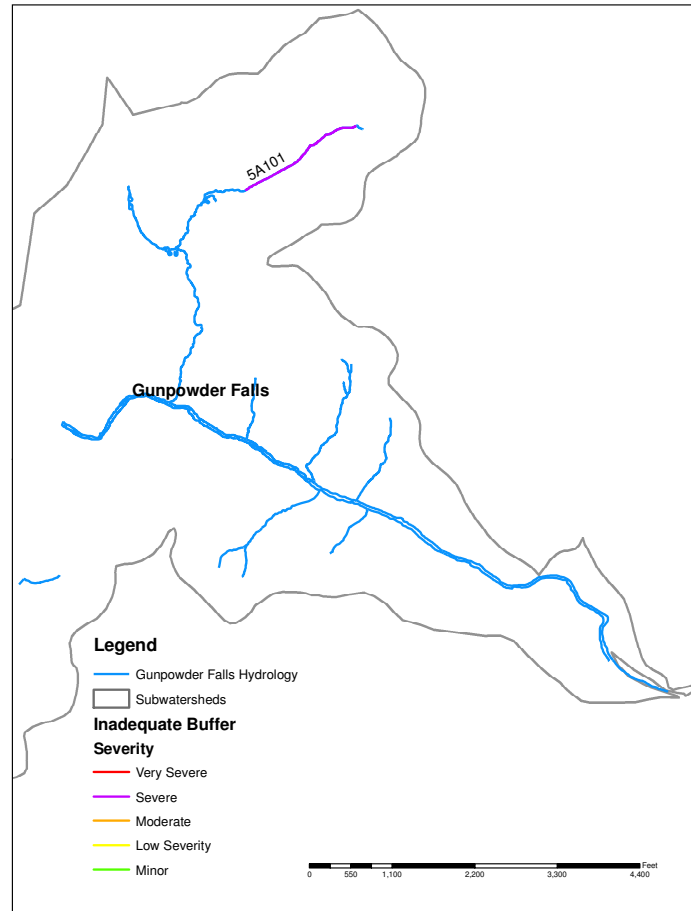 5A101
Gunpowder Falls
Legend
Gunpowder Falls Hydrology
Subwatersheds
Inadequate Buffer
Severity
Very Severe
Severe
Moderate
Low Severity
Minor
Feet
0 550 1,100 2,200 3,300 4,400